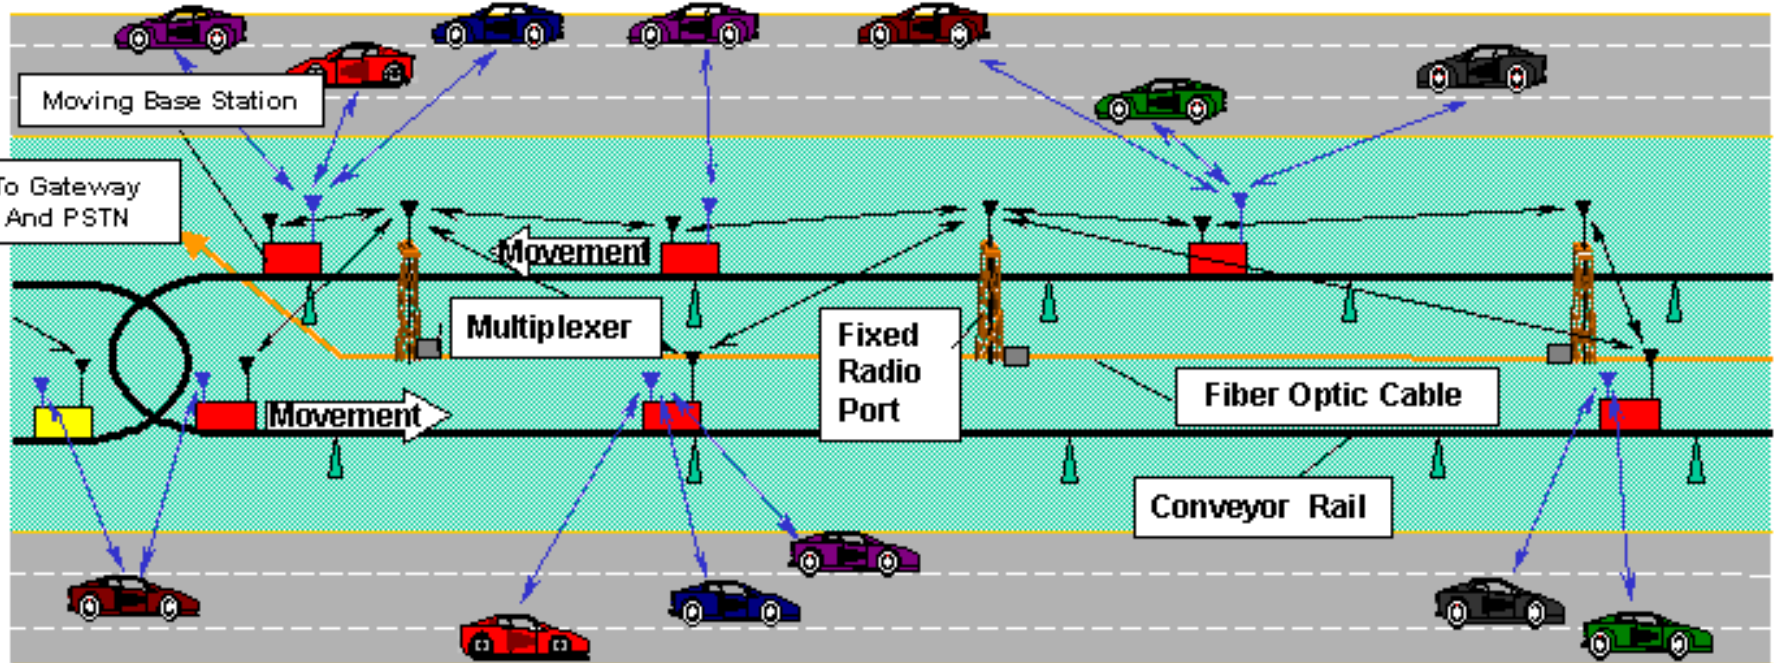 Moving Base Station
To Gateway
And PSTN
Movement
Multiplexer
Fixed
Radio
Port
Fiber Optic Cable
Movement
Conveyor Rail